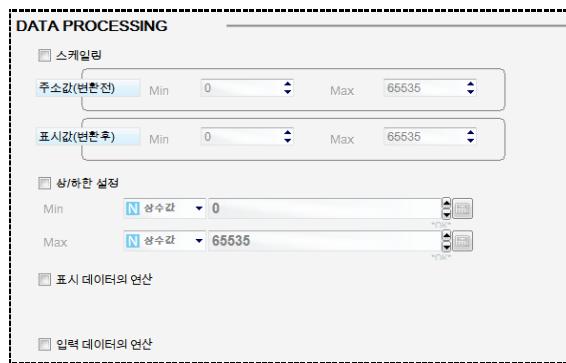 DATA PROCESSING
스케일링
주소값(변환전) Min 0 Max 65535
표시값(변환후) Min 0 Max 65535
상/하한 설정
Min N 상수값 0
*OK*
Max N 상수값 65535
*OK*
표시 데이터의 연산
입력 데이터의 연산